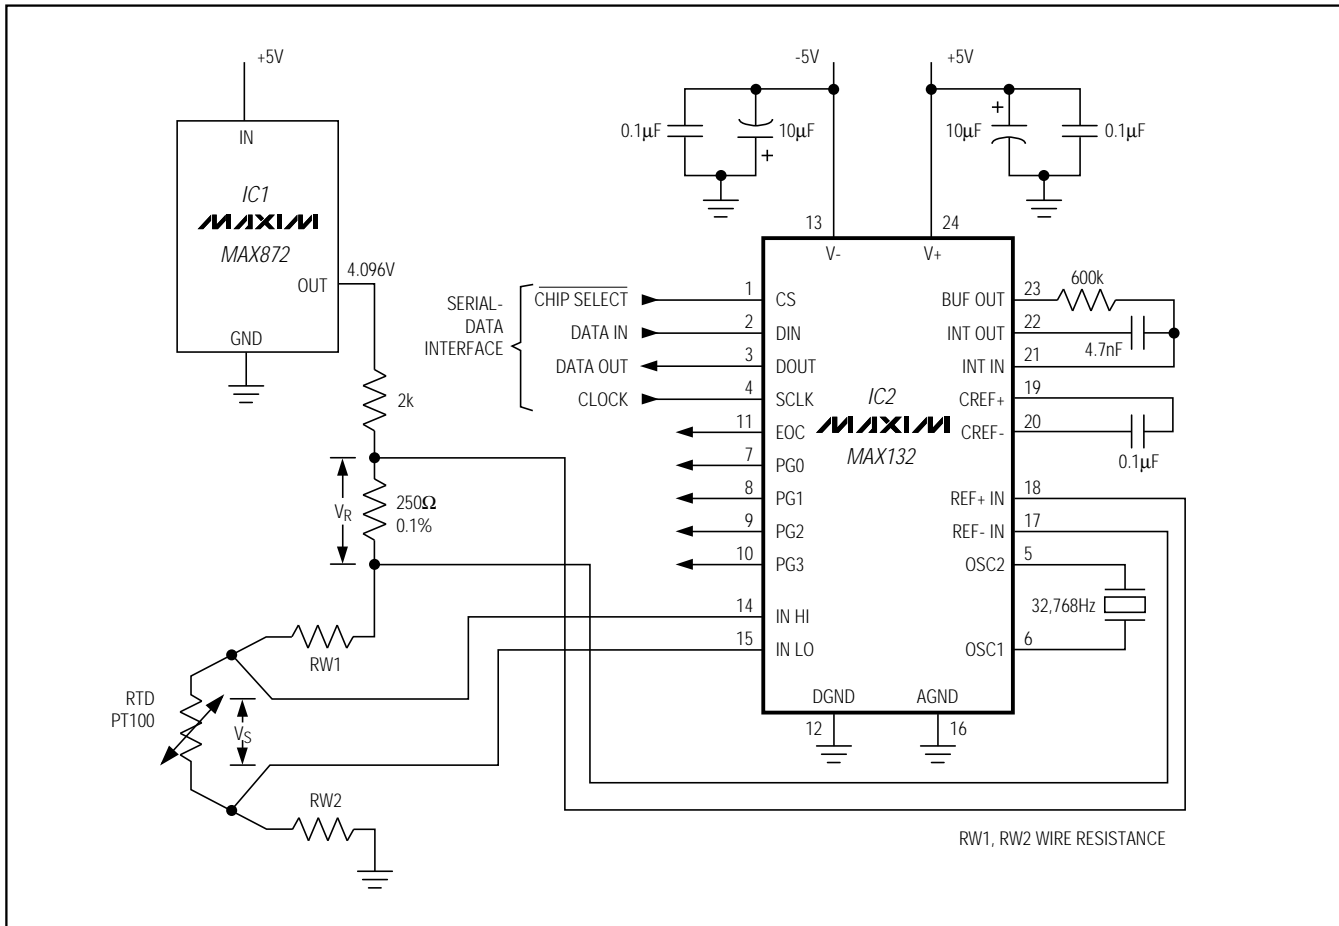 +5V
IN
IC1
MAXIM
MAX872
OUT
4.096V
GND
2k
VR
250Ω
0.1%
RW1
RTD
PT100
VS
RW2
-5V
+5V
0.1µF
10µF
+
+
10µF
0.1µF
13
24
V-
V+
SERIAL-
DATA
INTERFACE
CHIP SELECT
DATA IN
DATA OUT
CLOCK
1
CS
2
DIN
3
DOUT
4
SCLK
11
EOC
7
PG0
8
PG1
9
PG2
10
PG3
14
IN HI
15
IN LO
IC2
MAXIM
MAX132
BUF OUT
23
600k
INT OUT
22
4.7nF
INT IN
21
CREF+
19
CREF-
20
0.1µF
REF+ IN
18
REF- IN
17
OSC2
5
32,768Hz
OSC1
6
DGND
AGND
12
16
RW1, RW2 WIRE RESISTANCE